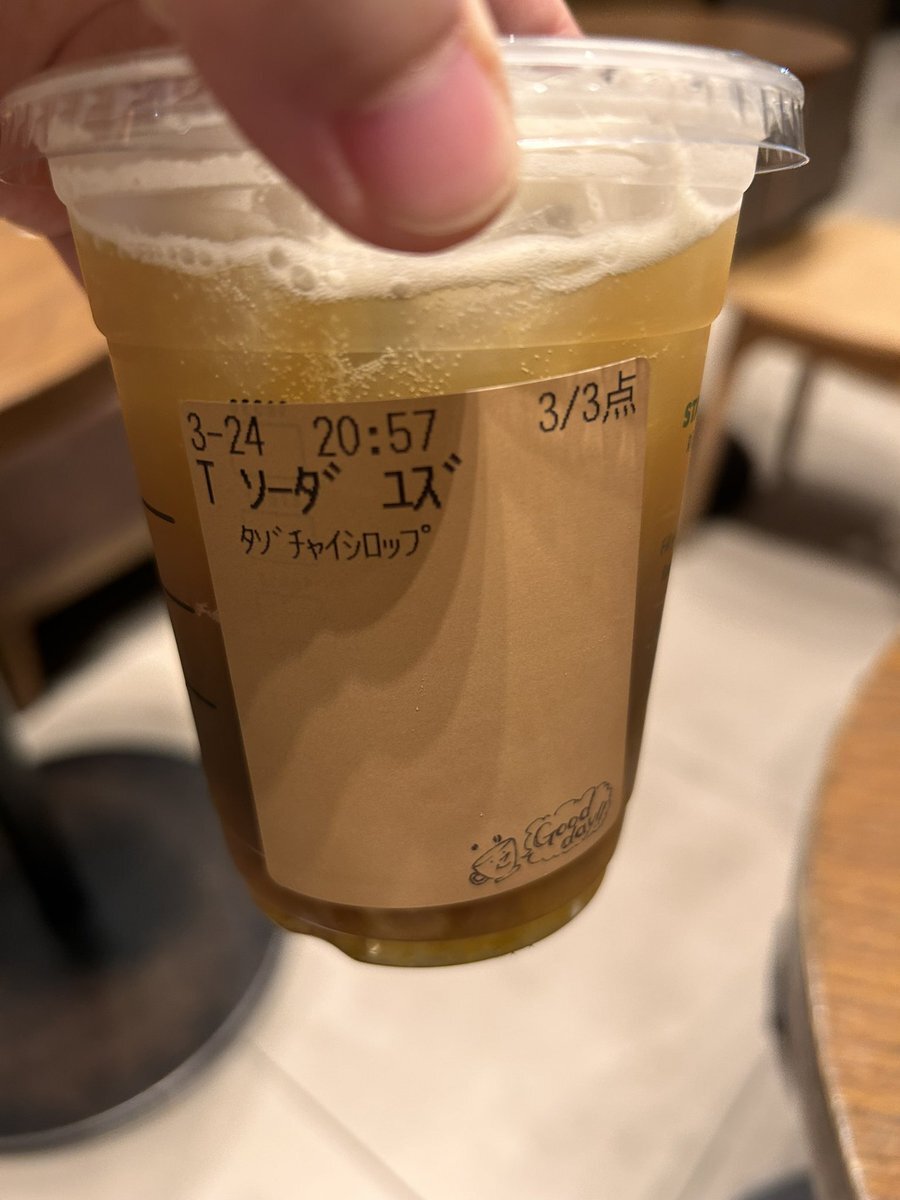 3-24 20:57 3/3点
T ソーダ ユズ
タゾチャイシロップ
Good
day!!